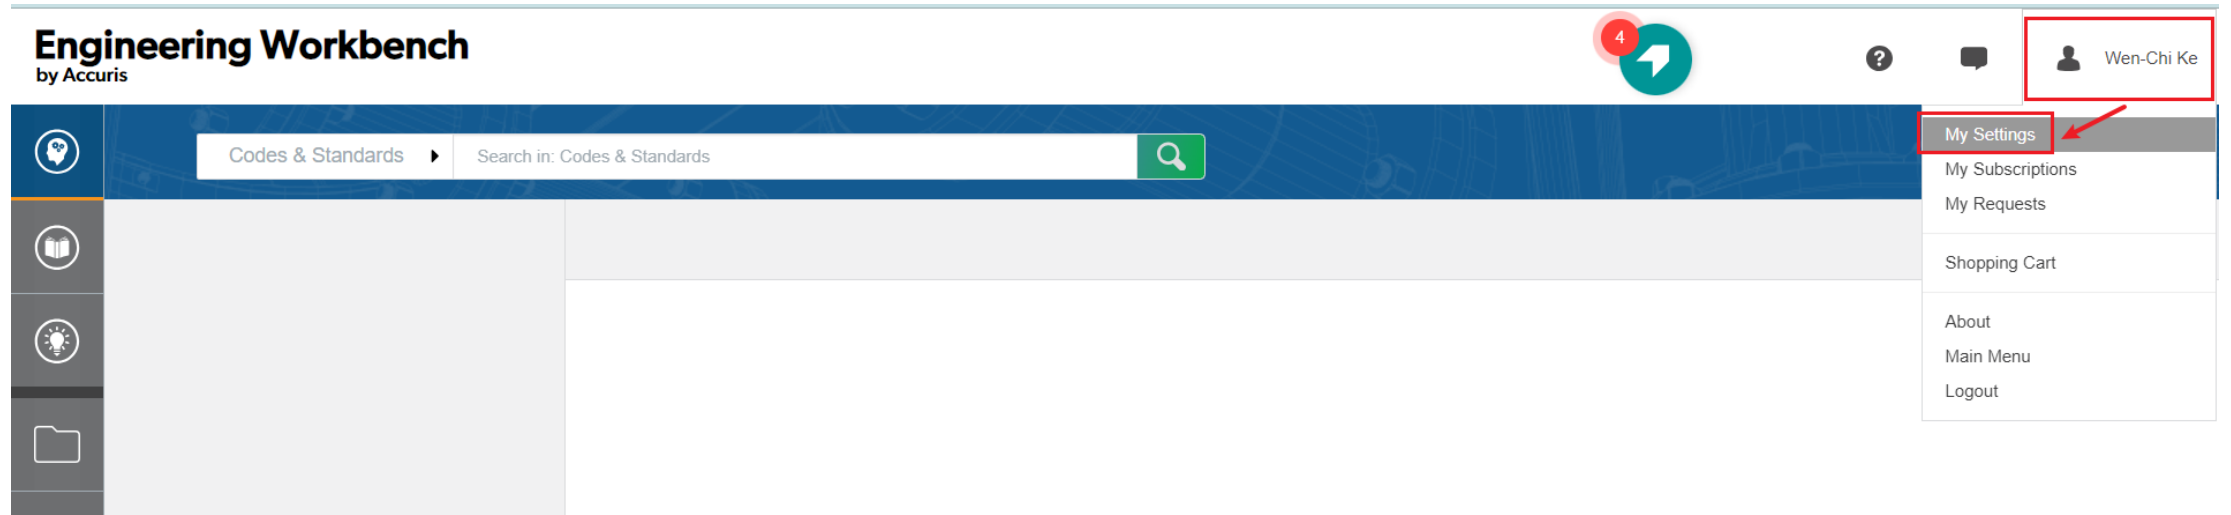 Engineering Workbench
by Accuris
4
?
Wen-Chi Ke
Codes & Standards
Search in: Codes & Standards
My Settings
My Subscriptions
My Requests
Shopping Cart
About
Main Menu
Logout